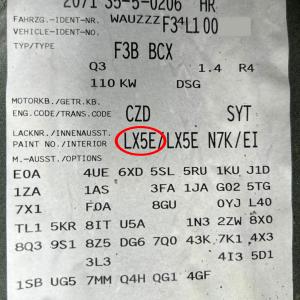 2071 35-5-0206 HR
FAHRZG.-IDENT-NR. WAUZZZ F3 L1 00
VEHICLE-IDENT-NO.
TYP/TYPE F3B BCX
Q3 1.4 R4
110 KW DSG
MOTORKB./GETR.KB.
ENG.CODE/TRANS.CODE CZD SYT
LACKNR./INNENAUSST.
PAINT NO./INTERIOR LX5E/LX5E N7K/EI
M.-AUSST./OPTIONS
E0A 4UE 6XD 5SL 5RU 1KU J1D
1ZA 1AS 3FA 1JA G02 5TG
7X1 F0A 8GU 0YJ L40
TL1 5KR 8IT U5A 1N3 2ZW 8X0
8Q3 9S1 8Z5 DG6 7Q0 43K 7K1 4X3
3L3 4I3 5D1
1SB UG5 7MM Q4H QG1 4GF